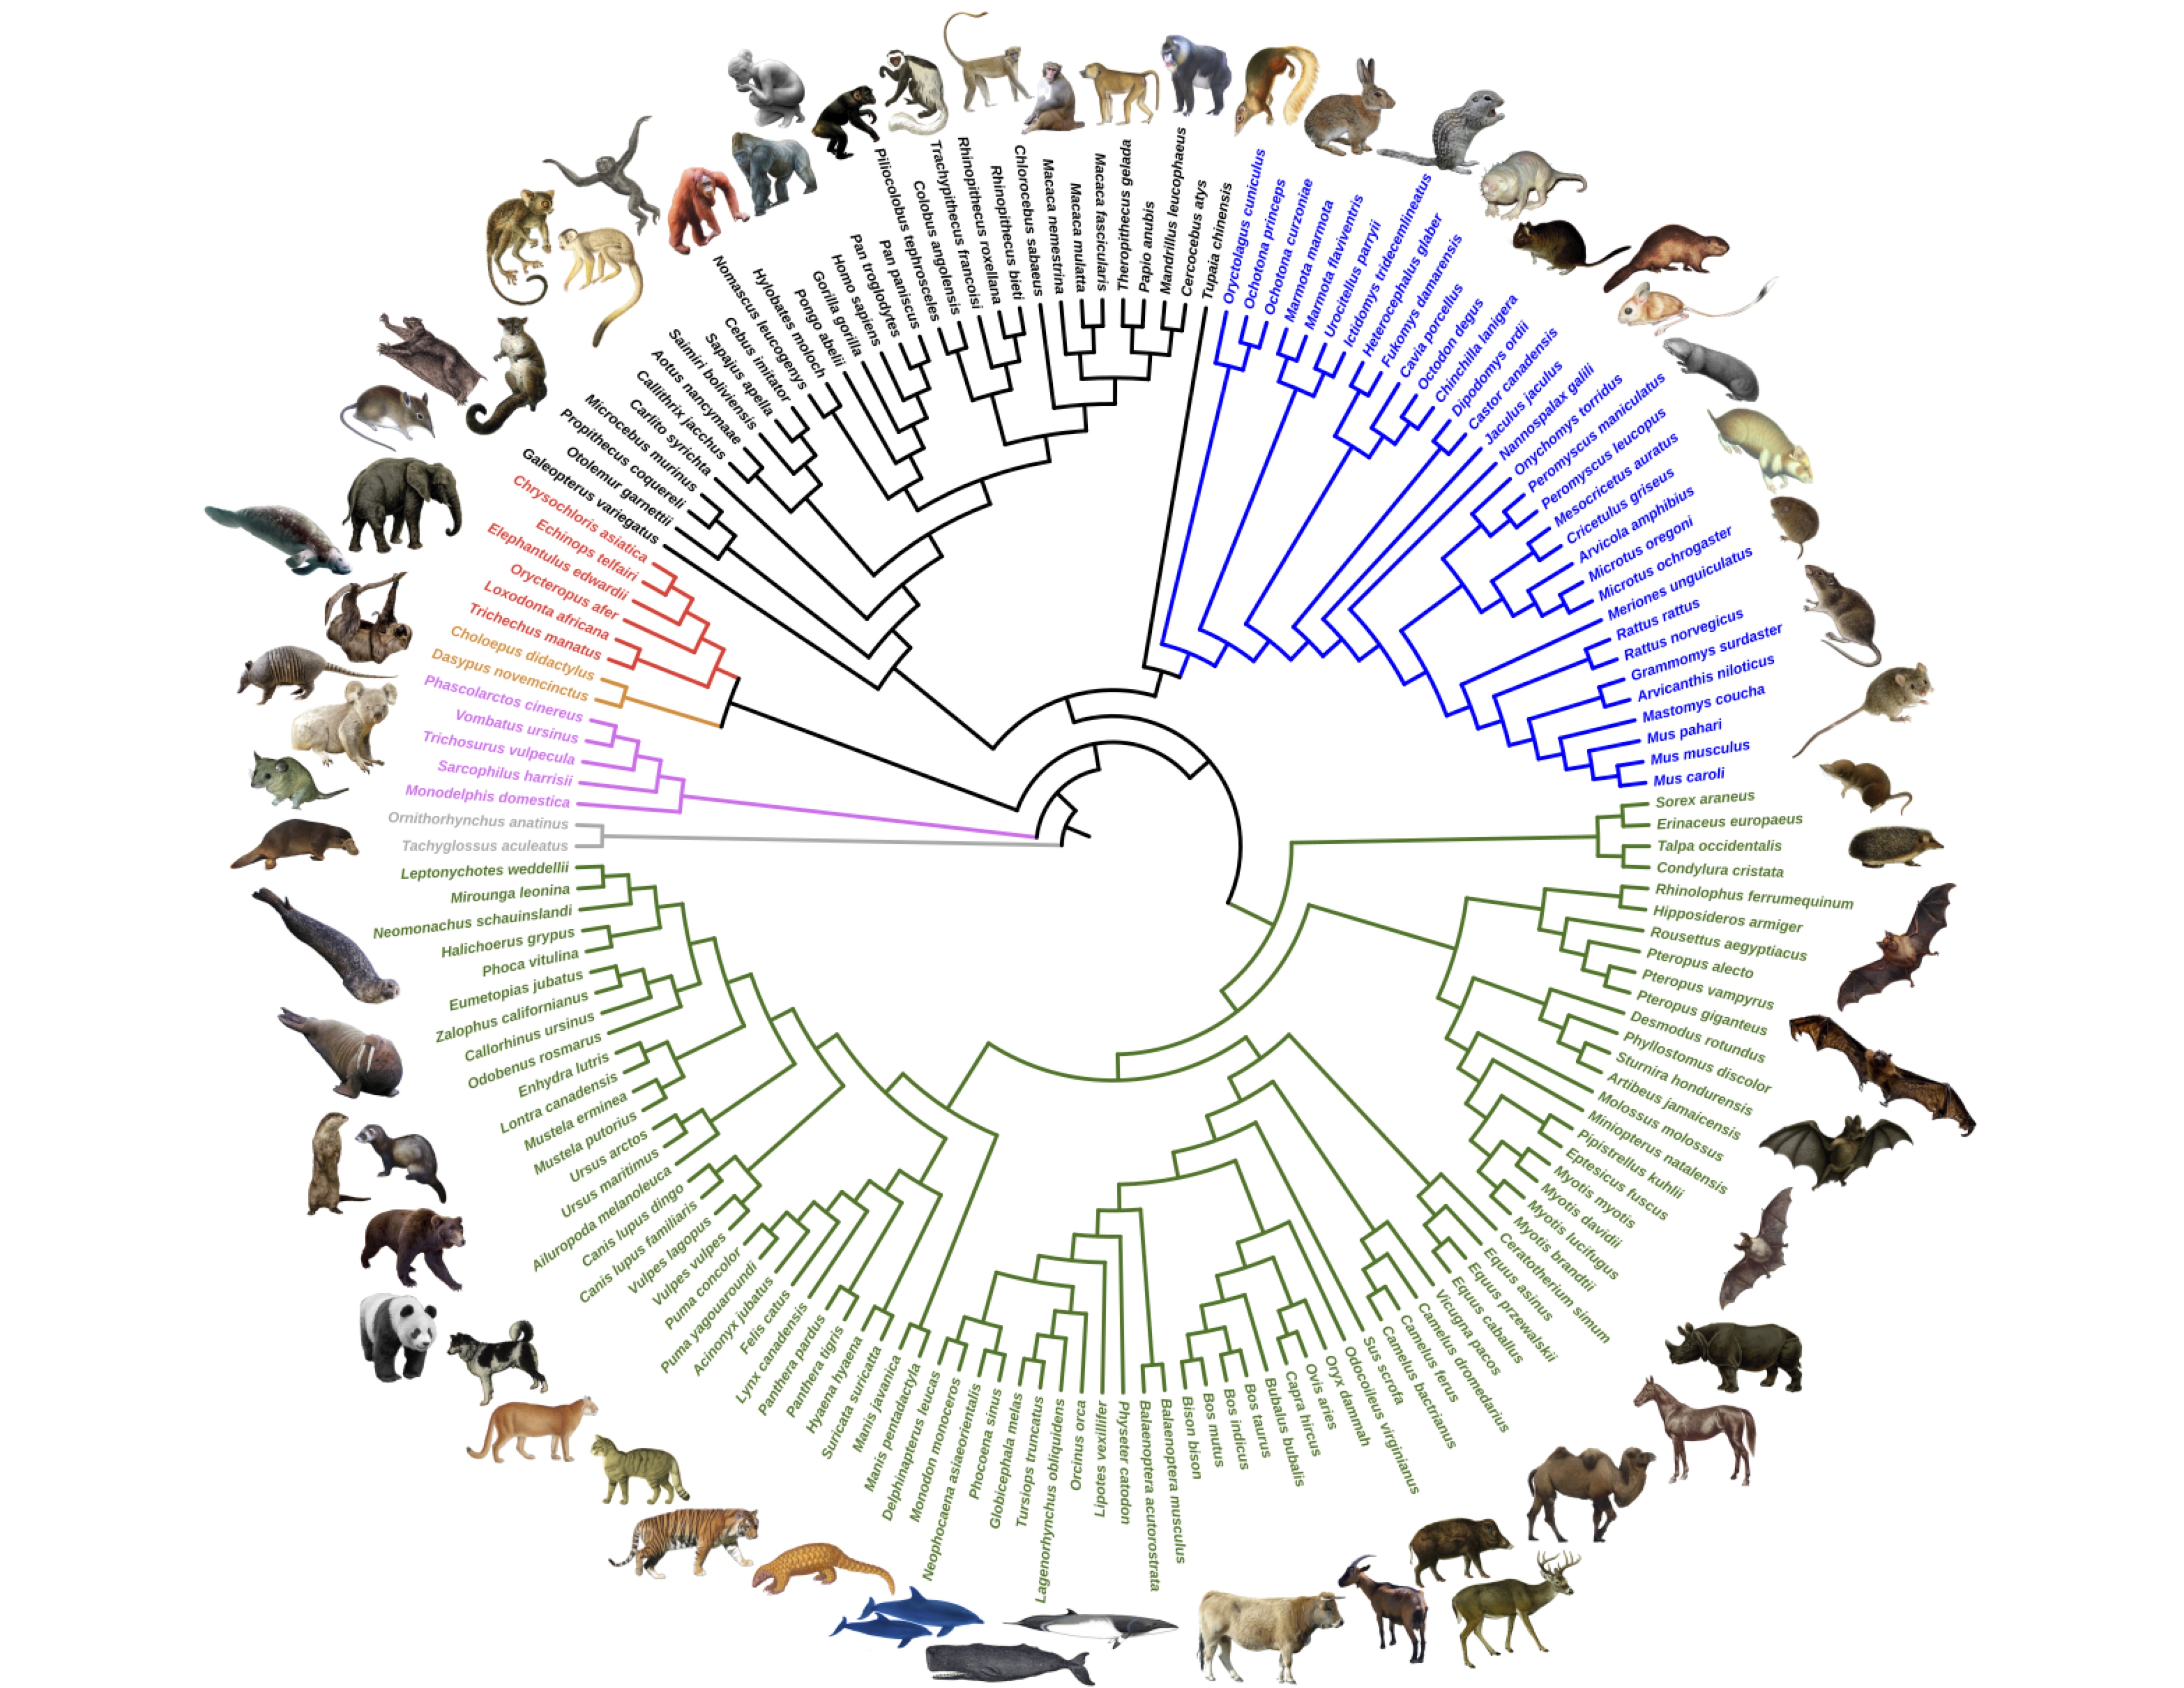 Piliocolobus tephrosceles
Colobus angolensis
Trachypithecus francoisi
Rhinopithecus roxellana
Rhinopithecus bieti
Chlorocebus sabaeus
Macaca nemestrina
Macaca mulatta
Macaca fascicularis
Theropithecus gelada
Papio anubis
Mandrillus leucophaeus
Cercocebus atys
Tupaia chinensis
Oryctolagus cuniculus
Ochotona princeps
Ochotona curzoniae
Marmota marmota
Marmota flaviventris
Urocitellus parryii
Ictidomys tridecemlineatus
Heterocephalus glaber
Fukomys damarensis
Cavia porcellus
Octodon degus
Chinchilla lanigera
Dipodomys ordii
Castor canadensis
Jaculus jaculus
Nannospalax galili
Onychomys torridus
Peromyscus maniculatus
Peromyscus leucopus
Mesocricetus auratus
Cricetulus griseus
Arvicola amphibius
Microtus oregoni
Microtus ochrogaster
Meriones unguiculatus
Rattus rattus
Rattus norvegicus
Grammomys surdaster
Arvicanthis niloticus
Mastomys coucha
Mus pahari
Mus musculus
Mus caroli
Sorex araneus
Erinaceus europaeus
Talpa occidentalis
Condylura cristata
Rhinolophus ferrumequinum
Hipposideros armiger
Rousettus aegyptiacus
Pteropus alecto
Pteropus vampyrus
Pteropus giganteus
Desmodus rotundus
Phyllostomus discolor
Sturnira hondurensis
Artibeus jamaicensis
Molossus molossus
Miniopterus natalensis
Pipistrellus kuhlii
Eptesicus fuscus
Myotis myotis
Myotis davidii
Myotis lucifugus
Myotis brandtii
Ceratotherium simum
Equus asinus
Equus przewalskii
Equus caballus
Vicugna pacos
Camelus dromedarius
Camelus ferus
Camelus bactrianus
Sus scrofa
Odocoileus virginianus
Oryx dammah
Ovis aries
Capra hircus
Bubalus bubalis
Bos taurus
Bos indicus
Bos mutus
Bison bison
Balaenoptera musculus
Balaenoptera acutorostrata
Physeter catodon
Lipotes vexillifer
Orcinus orca
Lagenorhynchus obliquidens
Tursiops truncatus
Globicephala melas
Phocoena sinus
Neophocaena asiaeorientalis
Monodon monoceros
Delphinapterus leucas
Manis pentadactyla
Manis javanica
Suricata suricatta
Hyaena hyaena
Panthera tigris
Panthera pardus
Lynx canadensis
Felis catus
Acinonyx jubatus
Puma yagouaroundi
Puma concolor
Vulpes vulpes
Vulpes lagopus
Canis lupus familiaris
Canis lupus dingo
Ailuropoda melanoleuca
Ursus maritimus
Ursus arctos
Mustela putorius
Mustela erminea
Lontra canadensis
Enhydra lutris
Odobenus rosmarus
Callorhinus ursinus
Zalophus californianus
Eumetopias jubatus
Phoca vitulina
Halichoerus grypus
Neomonachus schauinslandi
Mirounga leonina
Leptonychotes weddellii
Tachyglossus aculeatus
Ornithorhynchus anatinus
Monodelphis domestica
Sarcophilus harrisii
Trichosurus vulpecula
Vombatus ursinus
Phascolarctos cinereus
Dasypus novemcinctus
Choloepus didactylus
Trichechus manatus
Loxodonta africana
Orycteropus afer
Elephantulus edwardii
Echinops telfairi
Chrysochloris asiatica
Galeopterus variegatus
Otolemur garnettii
Propithecus coquereli
Microcebus murinus
Carlito syrichta
Callithrix jacchus
Aotus nancymaae
Saimiri boliviensis
Sapajus apella
Cebus imitator
Nomascus leucogenys
Hylobates moloch
Pongo abelii
Gorilla gorilla
Homo sapiens
Pan troglodytes
Pan paniscus